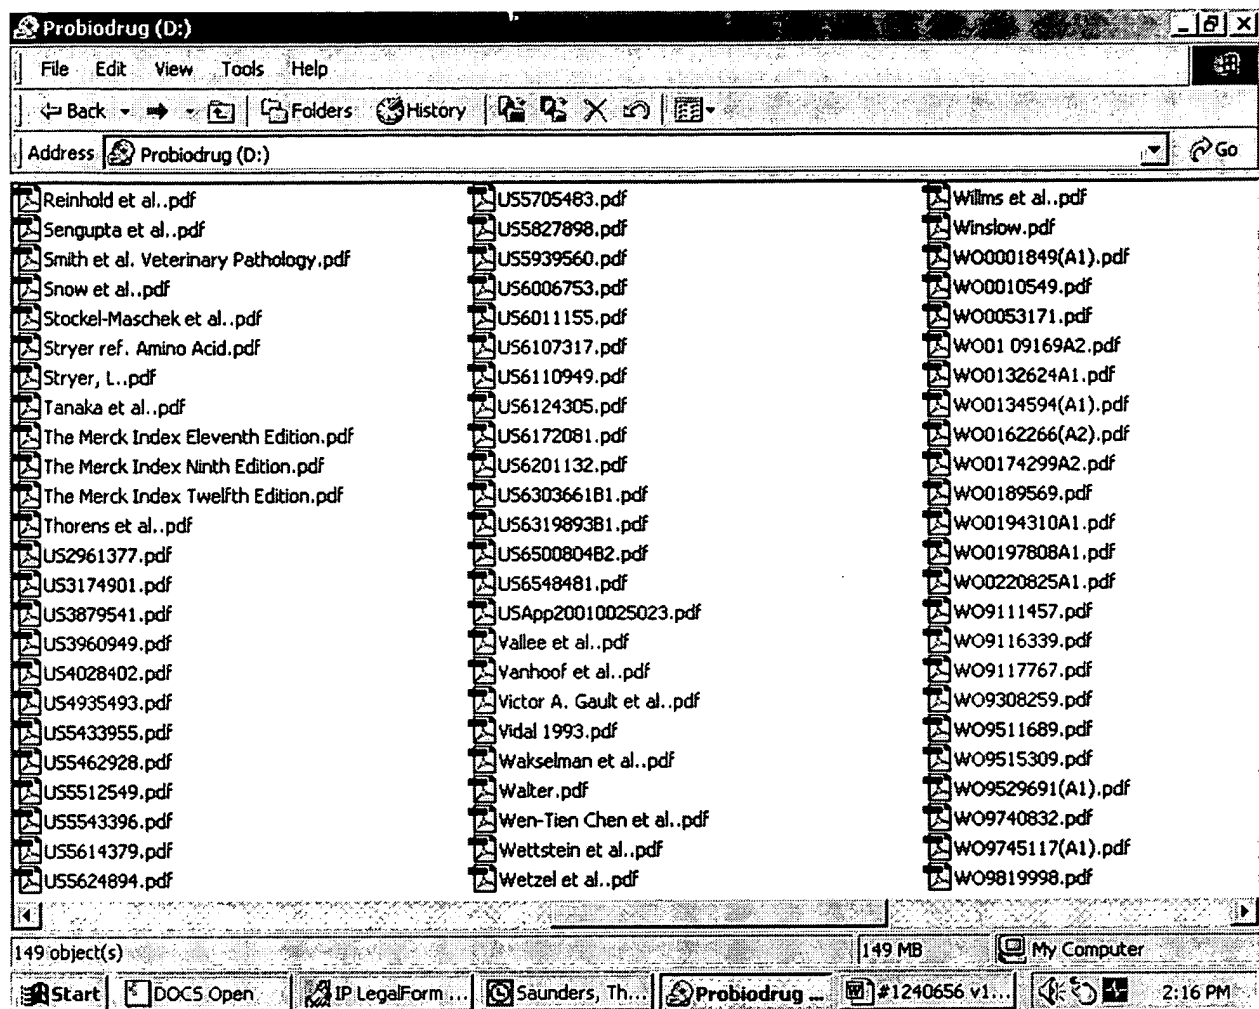 Probiodrug (D:)
File Edit View Tools Help
Back Folders History
Address Probiodrug (D:) Go
Reinhold et al..pdf
Sengupta et al..pdf
Smith et al. Veterinary Pathology.pdf
Snow et al..pdf
Stockel-Maschek et al..pdf
Stryer ref. Amino Acid.pdf
Stryer, L..pdf
Tanaka et al..pdf
The Merck Index Eleventh Edition.pdf
The Merck Index Ninth Edition.pdf
The Merck Index Twelfth Edition.pdf
Thorens et al..pdf
US2961377.pdf
US3174901.pdf
US3879541.pdf
US3960949.pdf
US4028402.pdf
US4935493.pdf
US5433955.pdf
US5462928.pdf
US5512549.pdf
US5543396.pdf
US5614379.pdf
US5624894.pdf
US5705483.pdf
US5827898.pdf
US5939560.pdf
US6006753.pdf
US6011155.pdf
US6107317.pdf
US6110949.pdf
US6124305.pdf
US6172081.pdf
US6201132.pdf
US6303661B1.pdf
US6319893B1.pdf
US6500804B2.pdf
US6548481.pdf
USApp20010025023.pdf
Vallee et al..pdf
Vanhoof et al..pdf
Victor A. Gault et al..pdf
Vidal 1993.pdf
Wakselman et al..pdf
Walter.pdf
Wen-Tien Chen et al..pdf
Wettstein et al..pdf
Wetzel et al..pdf
Willms et al..pdf
Winslow.pdf
WO0001849(A1).pdf
WO0010549.pdf
WO0053171.pdf
WO01 09169A2.pdf
WO0132624A1.pdf
WO0134594(A1).pdf
WO0162266(A2).pdf
WO0174299A2.pdf
WO0189569.pdf
WO0194310A1.pdf
WO0197808A1.pdf
WO0220825A1.pdf
WO9111457.pdf
WO9116339.pdf
WO9117767.pdf
WO9308259.pdf
WO9511689.pdf
WO9515309.pdf
WO9529691(A1).pdf
WO9740832.pdf
WO9745117(A1).pdf
WO9819998.pdf
149 object(s) 149 MB My Computer
Start DOCS Open IP LegalForm ... Saunders, Th... Probiodrug ... #1240656 v1... 2:16 PM